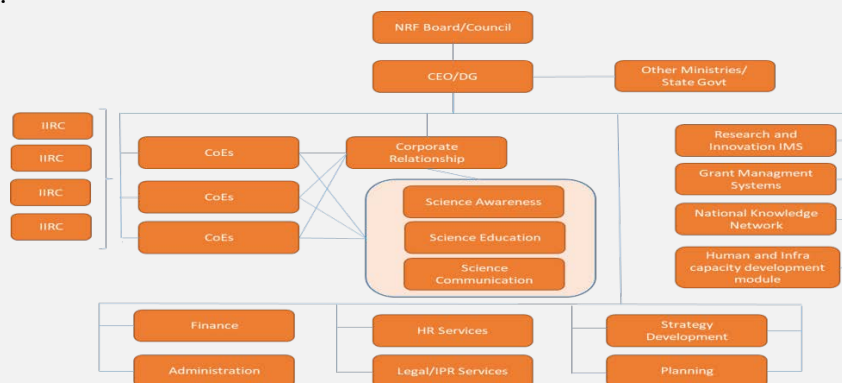 NRF Board/Council
CEO/DG
Other Ministries/
State Govt
IIRC
IIRC
IIRC
IIRC
CoEs
CoEs
CoEs
Corporate
Relationship
Science Awareness
Science Education
Science
Communication
Research and
Innovation IMS
Grant Managment
Systems
National Knowledge
Network
Human and Infra
capacity development
module
Finance
Administration
HR Services
Legal/IPR Services
Strategy
Development
Planning